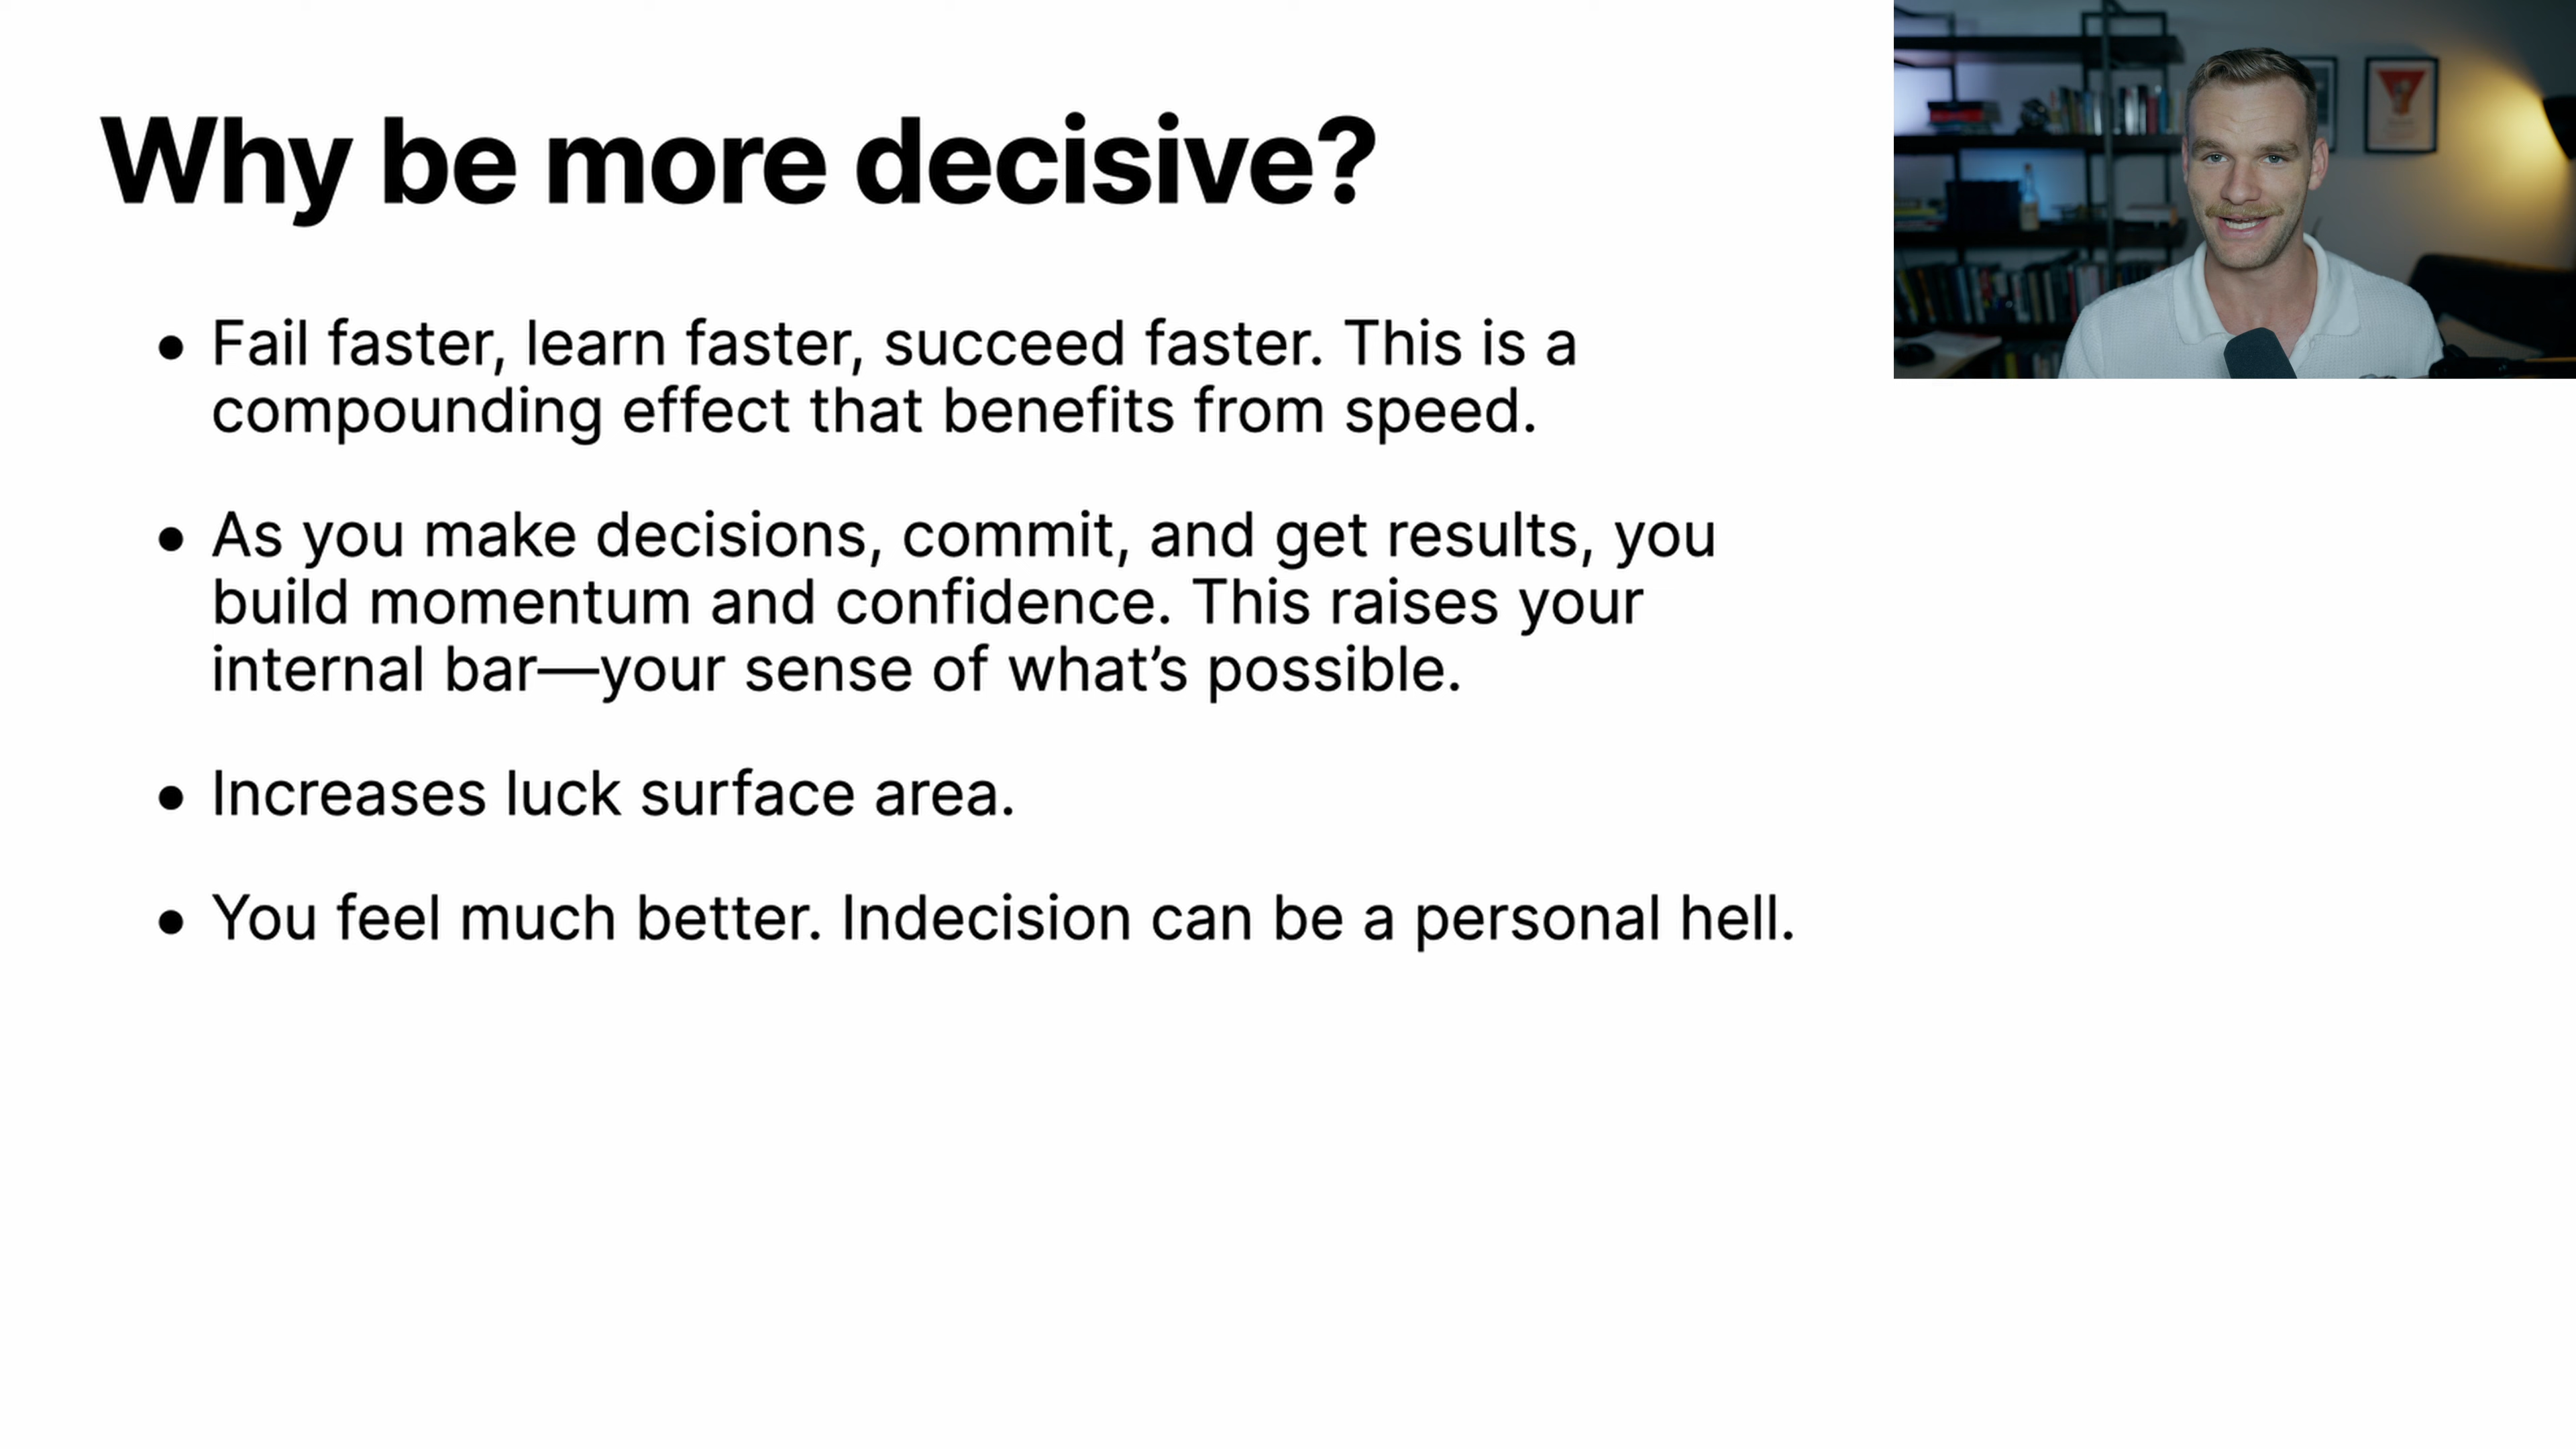 Why be more decisive?
• Fail faster, learn faster, succeed faster. This is a
compounding effect that benefits from speed.
• As you make decisions, commit, and get results, you
build momentum and confidence. This raises your
internal bar—your sense of what’s possible.
• Increases luck surface area.
• You feel much better. Indecision can be a personal hell.